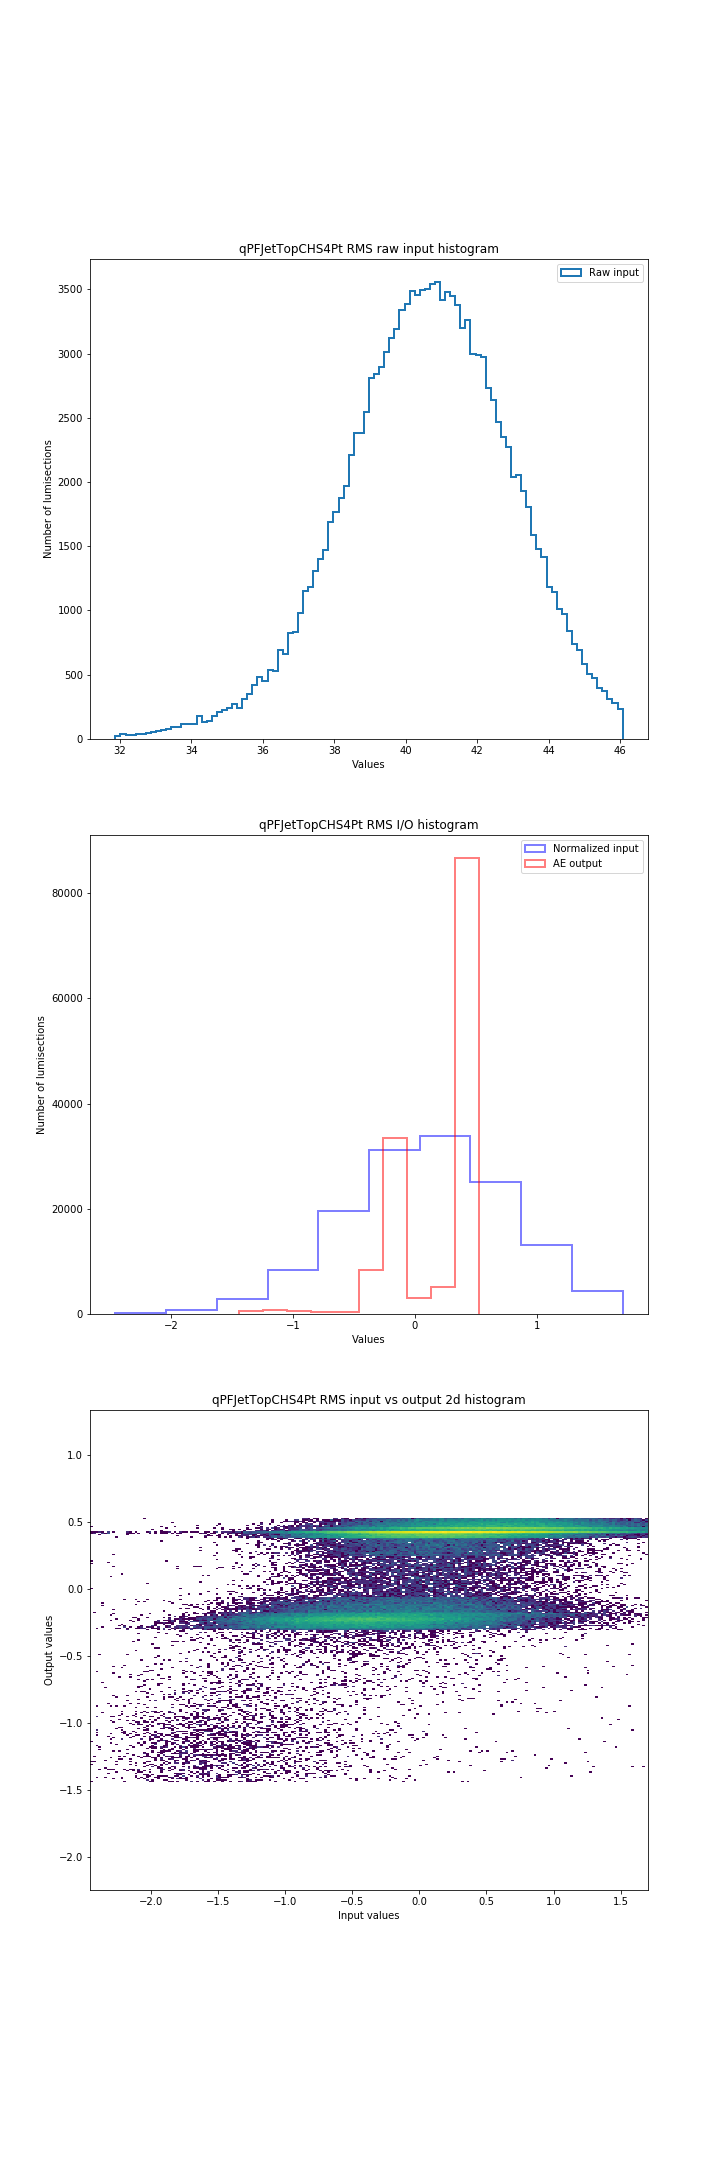 qPFJetTopCHS4Pt RMS raw input histogram
Raw input
3500
3000
2500
2000
1500
1000
500
0
Number of lumisections
32 34 36 38 40 42 44 46
Values
qPFJetTopCHS4Pt RMS I/O histogram
Normalized input
AE output
80000
60000
40000
20000
0
Number of lumisections
−2 −1 0 1
Values
qPFJetTopCHS4Pt RMS input vs output 2d histogram
1.0
0.5
0.0
−0.5
−1.0
−1.5
−2.0
Output values
−2.0 −1.5 −1.0 −0.5 0.0 0.5 1.0 1.5
Input values